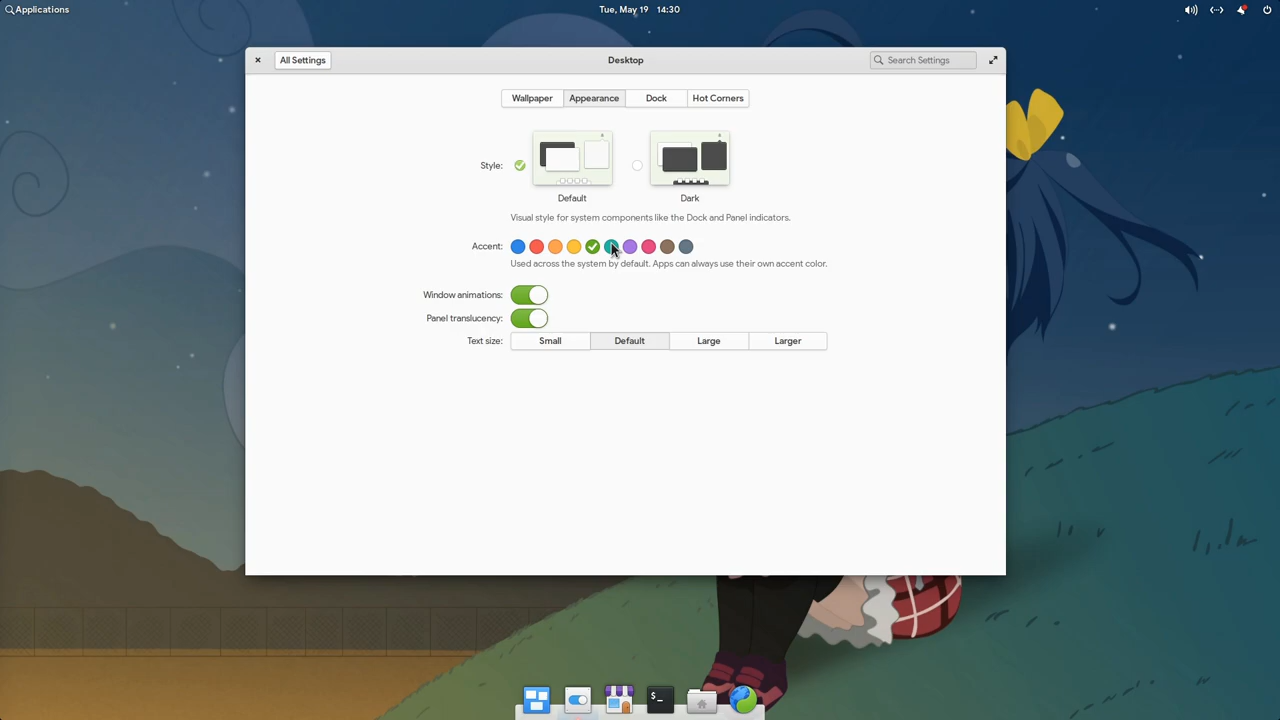 Applications
Tue, May 19 14:30
All Settings
Desktop
Search Settings
Wallpaper
Appearance
Dock
Hot Corners
Style:
Default
Dark
Visual style for system components like the Dock and Panel indicators.
Accent:
Used across the system by default. Apps can always use their own accent color.
Window animations:
Panel translucency:
Text size:
Small
Default
Large
Larger
$_